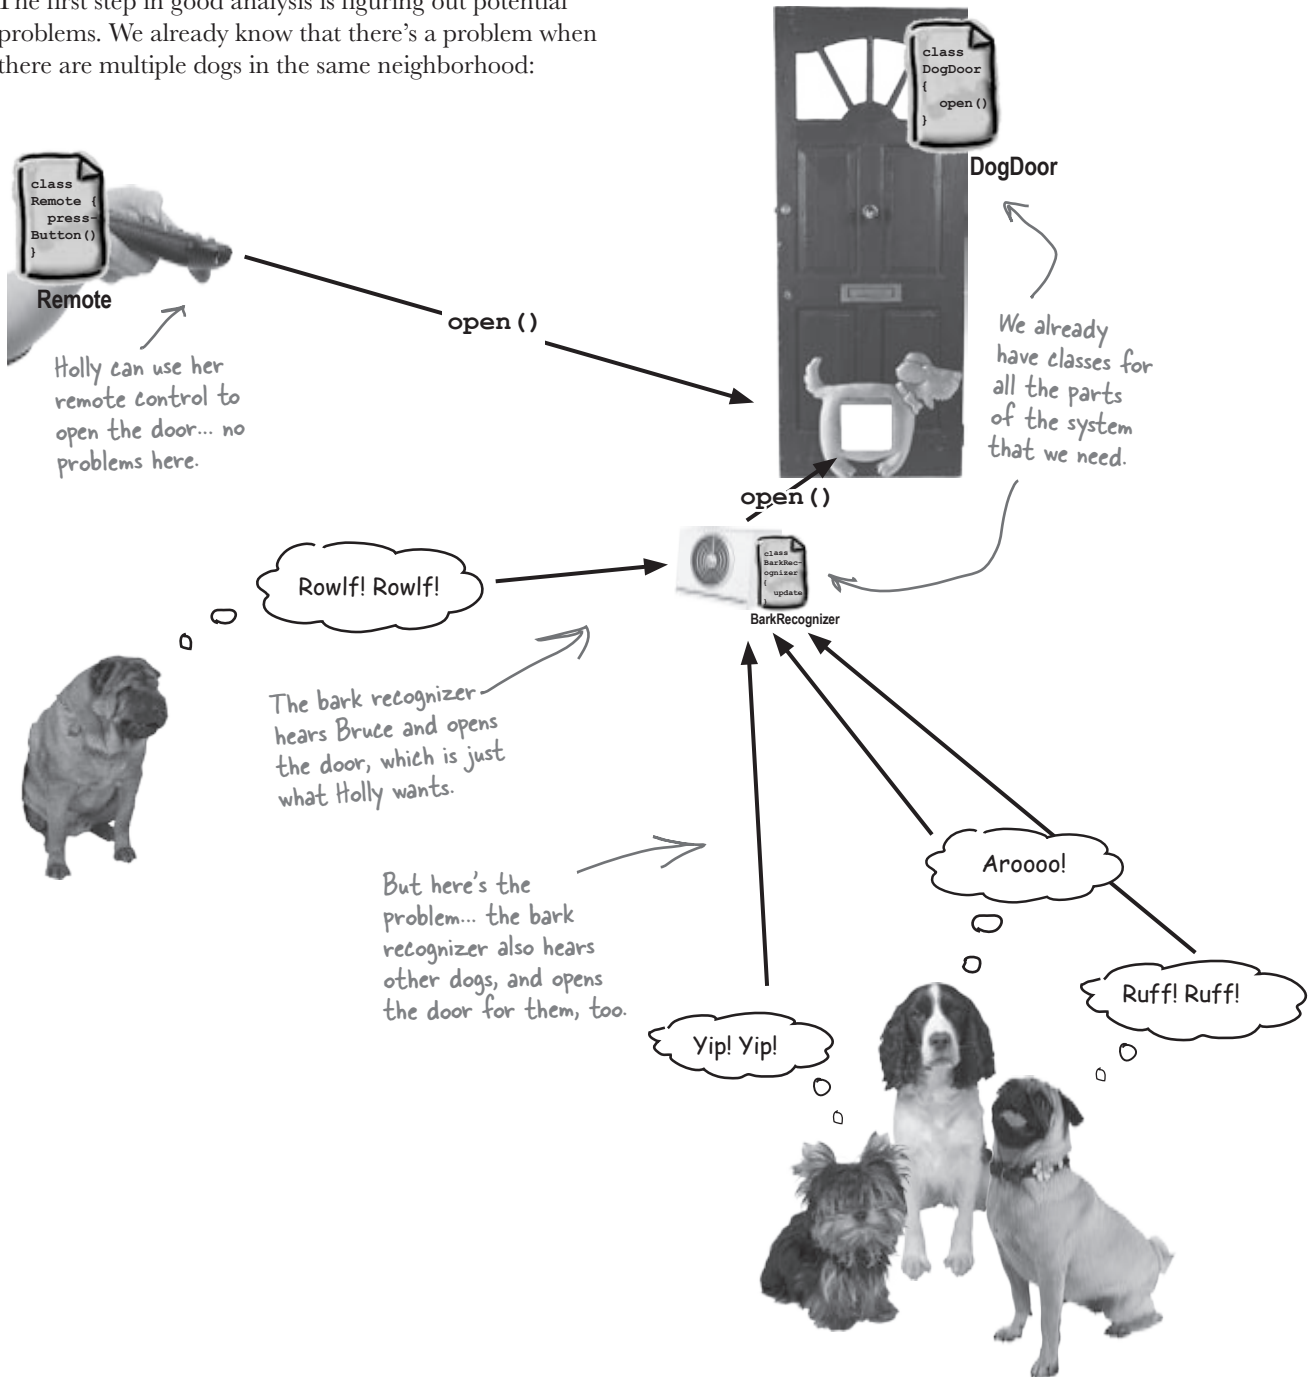 The first step in good analysis is figuring out potential
problems. We already know that there's a problem when
there are multiple dogs in the same neighborhood:
class
DogDoor
{
open()
}
DogDoor
class
Remote {
press-
Button()
}
Remote
open()
Holly can use her
remote control to
open the door... no
problems here.
We already
have classes for
all the parts
of the system
that we need.
open()
class
BarkRec-
ognizer
{
update
}
BarkRecognizer
Rowlf! Rowlf!
The bark recognizer
hears Bruce and opens
the door, which is just
what Holly wants.
But here's the
problem... the bark
recognizer also hears
other dogs, and opens
the door for them, too.
Aroooo!
Ruff! Ruff!
Yip! Yip!